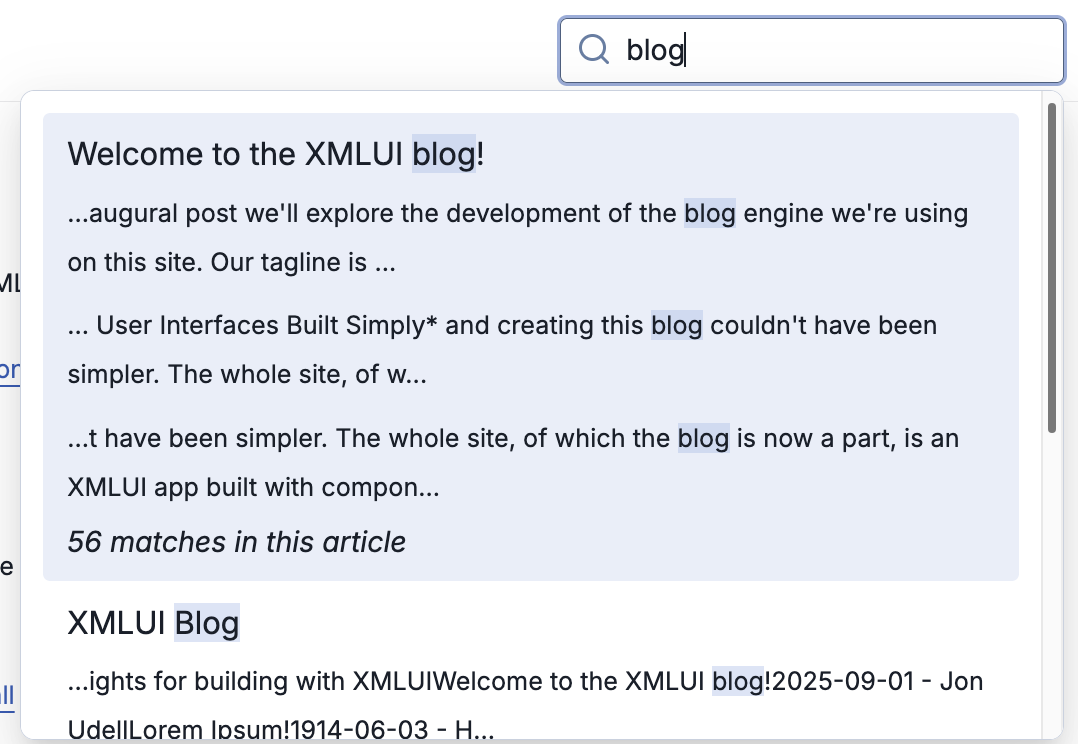 blog
Welcome to the XMLUI blog!
...augural post we'll explore the development of the blog engine we're using
on this site. Our tagline is ...
... User Interfaces Built Simply* and creating this blog couldn't have been
simpler. The whole site, of w...
...t have been simpler. The whole site, of which the blog is now a part, is an
XMLUI app built with compon...
56 matches in this article
XMLUI Blog
...ights for building with XMLUIWelcome to the XMLUI blog!2025-09-01 - Jon
UdellLorem Ipsum!1914-06-03 - H...